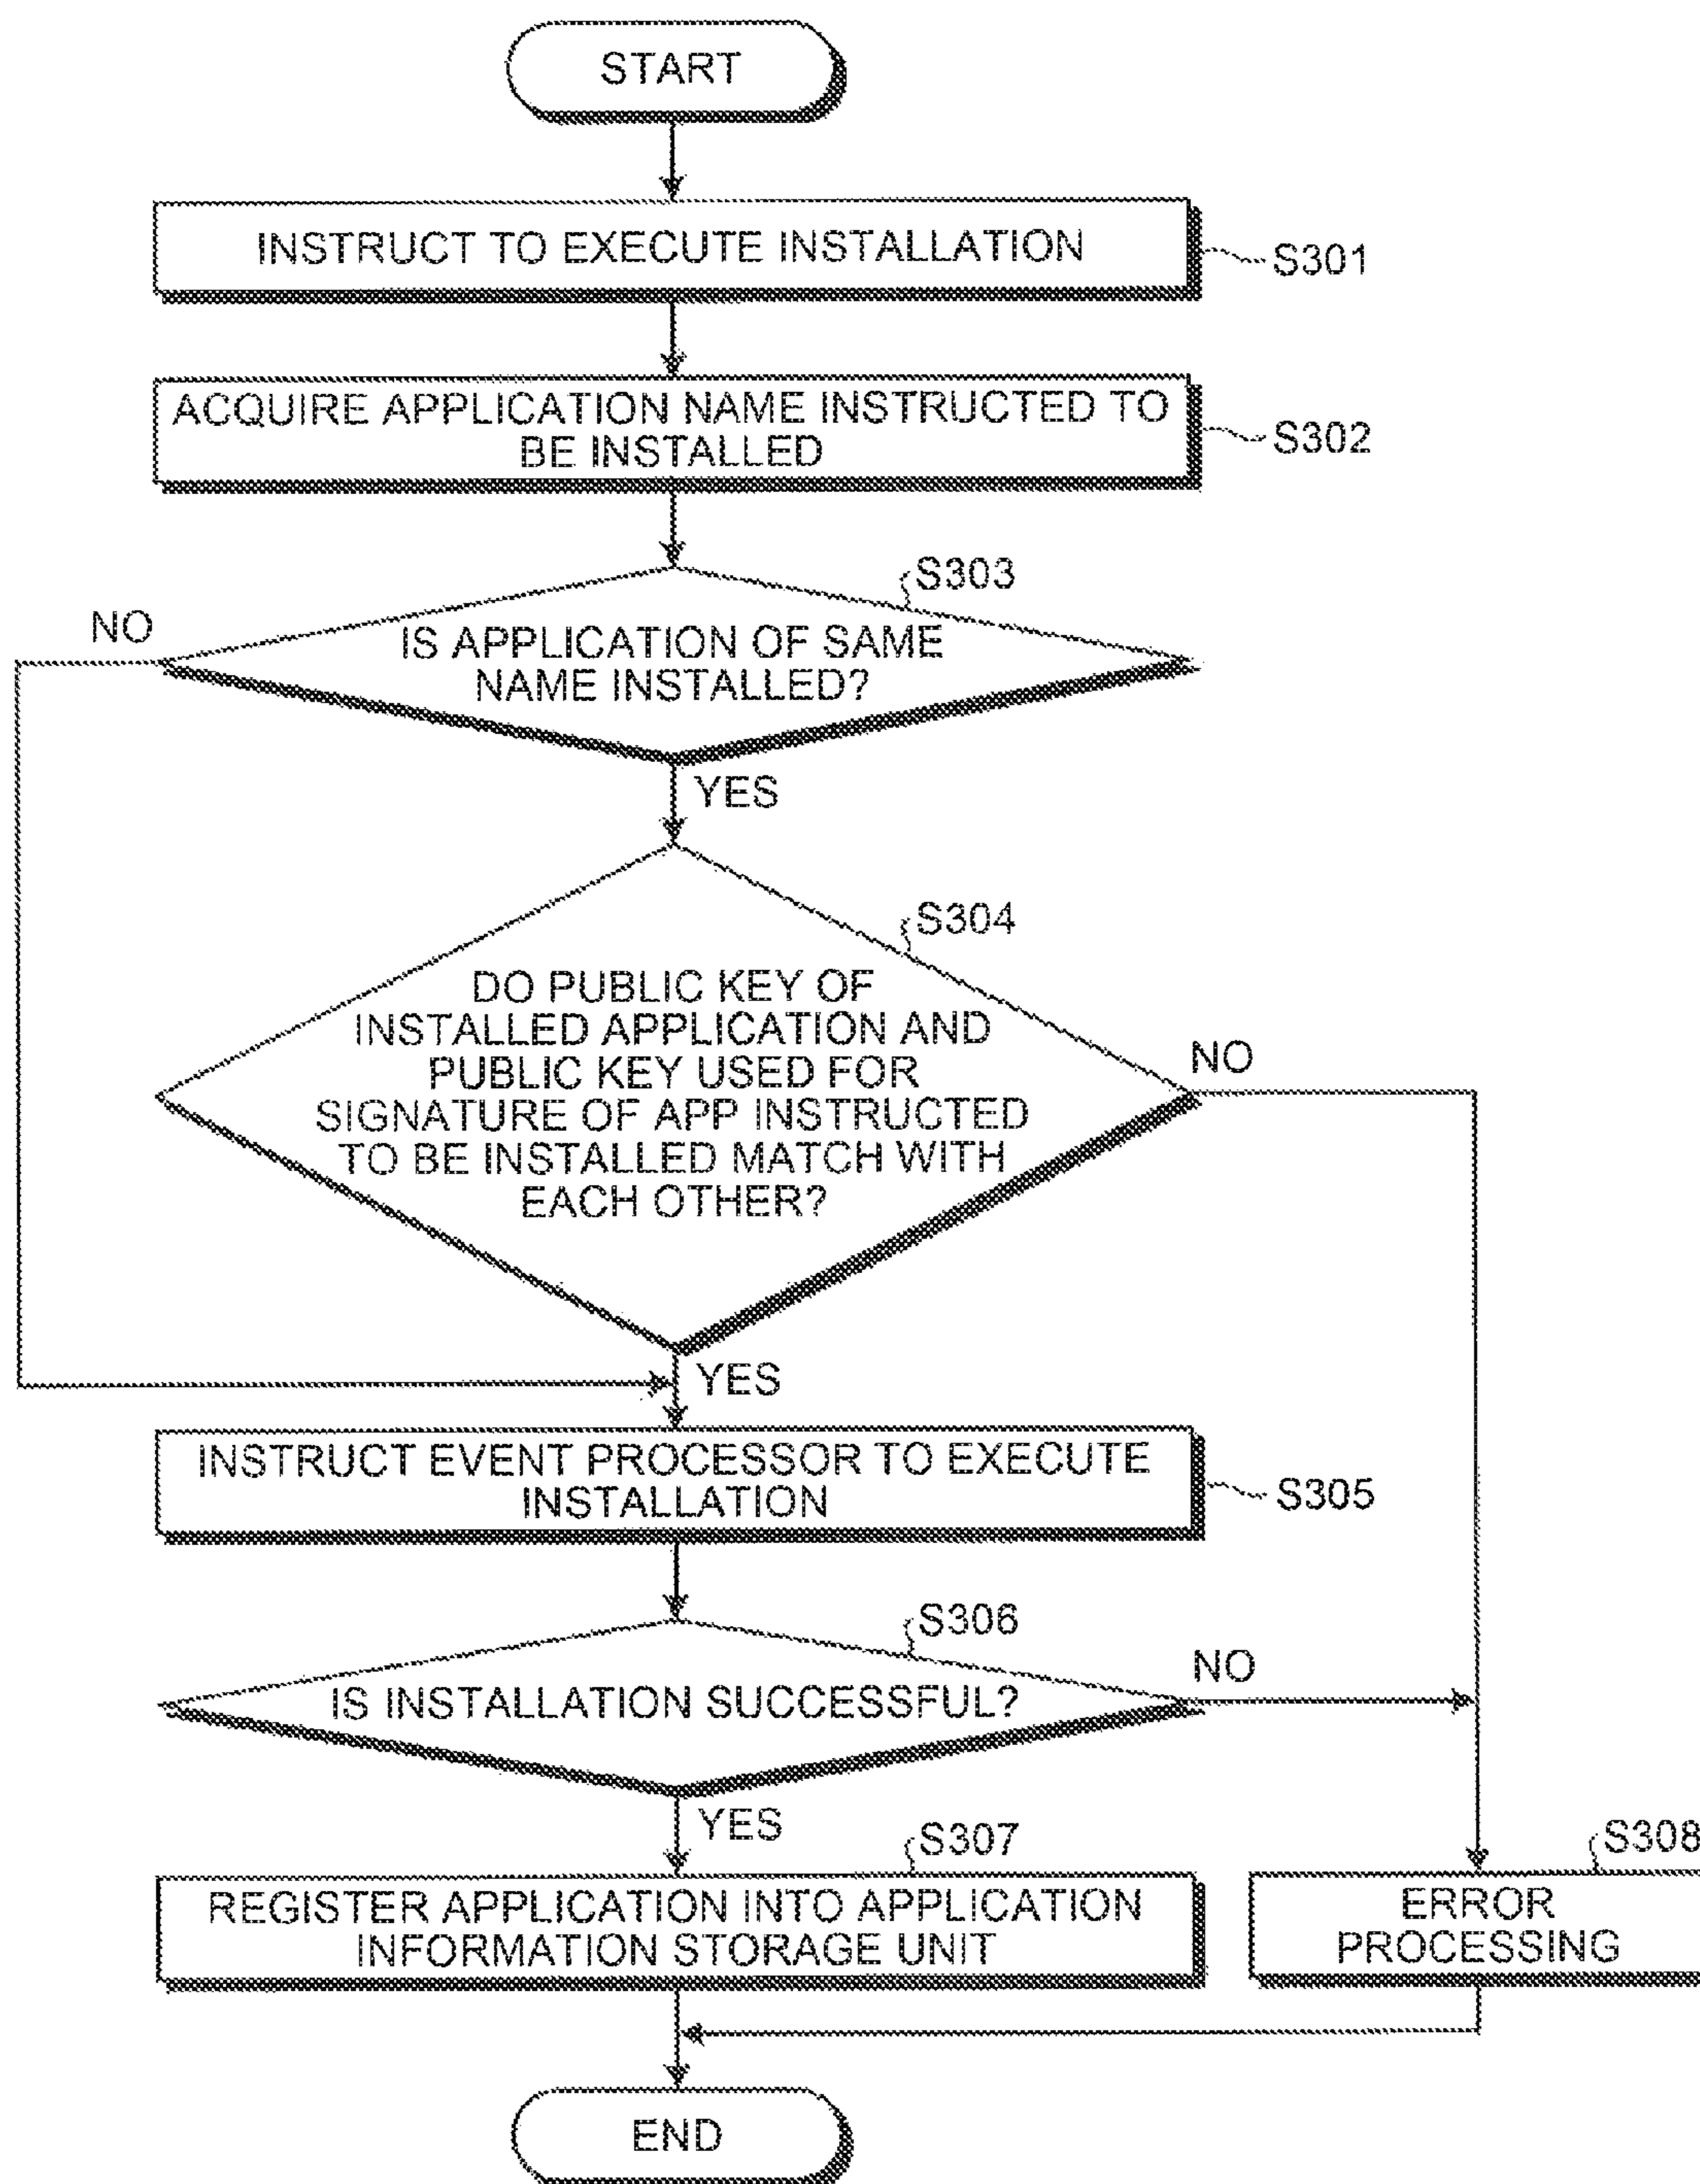 START
INSTRUCT TO EXECUTE INSTALLATION
S301
ACQUIRE APPLICATION NAME INSTRUCTED TO
BE INSTALLED
S302
S303
NO
IS APPLICATION OF SAME
NAME INSTALLED?
YES
S304
DO PUBLIC KEY OF
INSTALLED APPLICATION AND
PUBLIC KEY USED FOR
SIGNATURE OF APP INSTRUCTED
TO BE INSTALLED MATCH WITH
EACH OTHER?
NO
YES
INSTRUCT EVENT PROCESSOR TO EXECUTE
INSTALLATION
S305
S306
IS INSTALLATION SUCCESSFUL?
NO
YES
S307
REGISTER APPLICATION INTO APPLICATION
INFORMATION STORAGE UNIT
S308
ERROR
PROCESSING
END